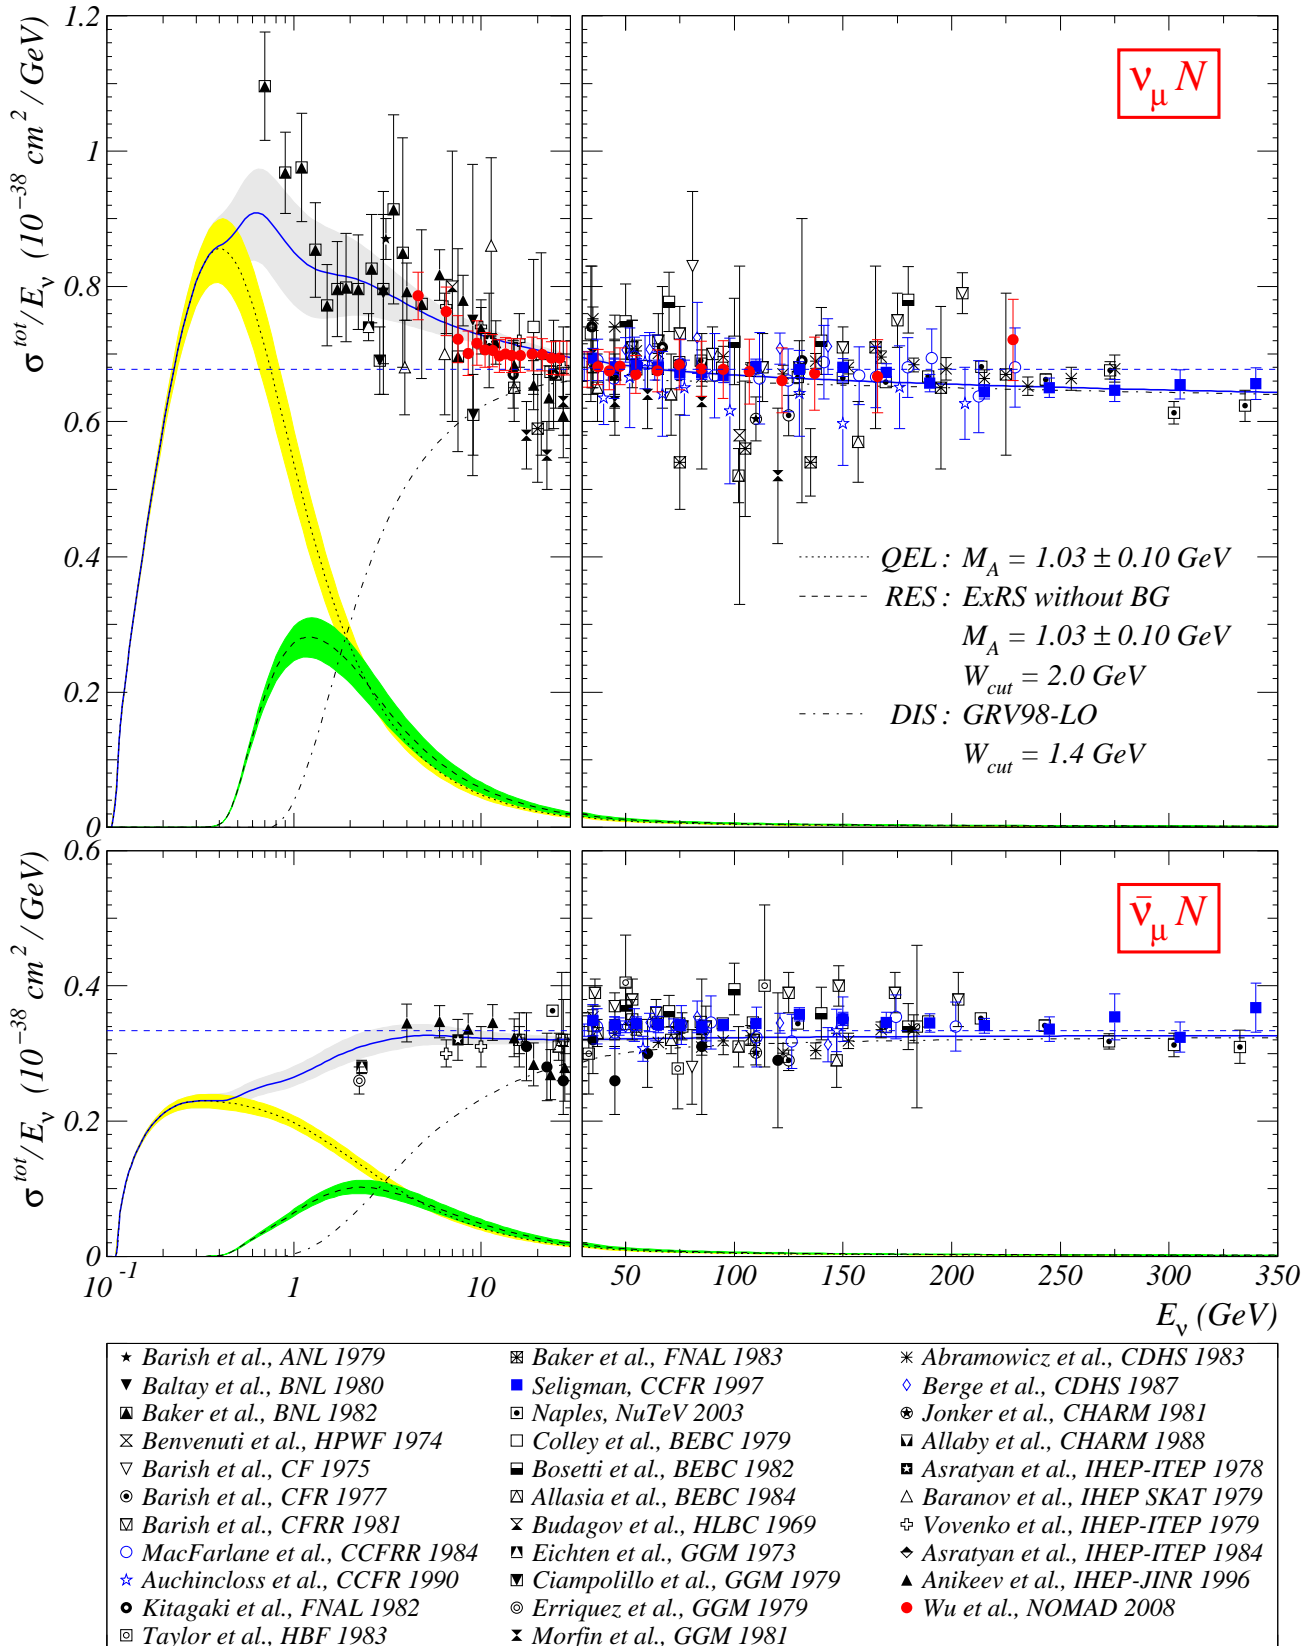 σ^tot/E_ν (10^−38 cm^2 / GeV)
1.2
1
0.8
0.6
0.4
0.2
0
ν_μ N
QEL : M_A = 1.03 ± 0.10 GeV
RES : ExRS without BG
M_A = 1.03 ± 0.10 GeV
W_cut = 2.0 GeV
DIS : GRV98-LO
W_cut = 1.4 GeV
σ^tot/E_ν (10^−38 cm^2 / GeV)
0.6
0.4
0.2
0
ν̄_μ N
10^-1 1 10 50 100 150 200 250 300 350
E_ν (GeV)
Barish et al., ANL 1979
Baltay et al., BNL 1980
Baker et al., BNL 1982
Benvenuti et al., HPWF 1974
Barish et al., CF 1975
Barish et al., CFR 1977
Barish et al., CFRR 1981
MacFarlane et al., CCFRR 1984
Auchincloss et al., CCFR 1990
Kitagaki et al., FNAL 1982
Taylor et al., HBF 1983
Baker et al., FNAL 1983
Seligman, CCFR 1997
Naples, NuTeV 2003
Colley et al., BEBC 1979
Bosetti et al., BEBC 1982
Allasia et al., BEBC 1984
Budagov et al., HLBC 1969
Eichten et al., GGM 1973
Ciampolillo et al., GGM 1979
Erriquez et al., GGM 1979
Morfin et al., GGM 1981
Abramowicz et al., CDHS 1983
Berge et al., CDHS 1987
Jonker et al., CHARM 1981
Allaby et al., CHARM 1988
Asratyan et al., IHEP-ITEP 1978
Baranov et al., IHEP SKAT 1979
Vovenko et al., IHEP-ITEP 1979
Asratyan et al., IHEP-ITEP 1984
Anikeev et al., IHEP-JINR 1996
Wu et al., NOMAD 2008